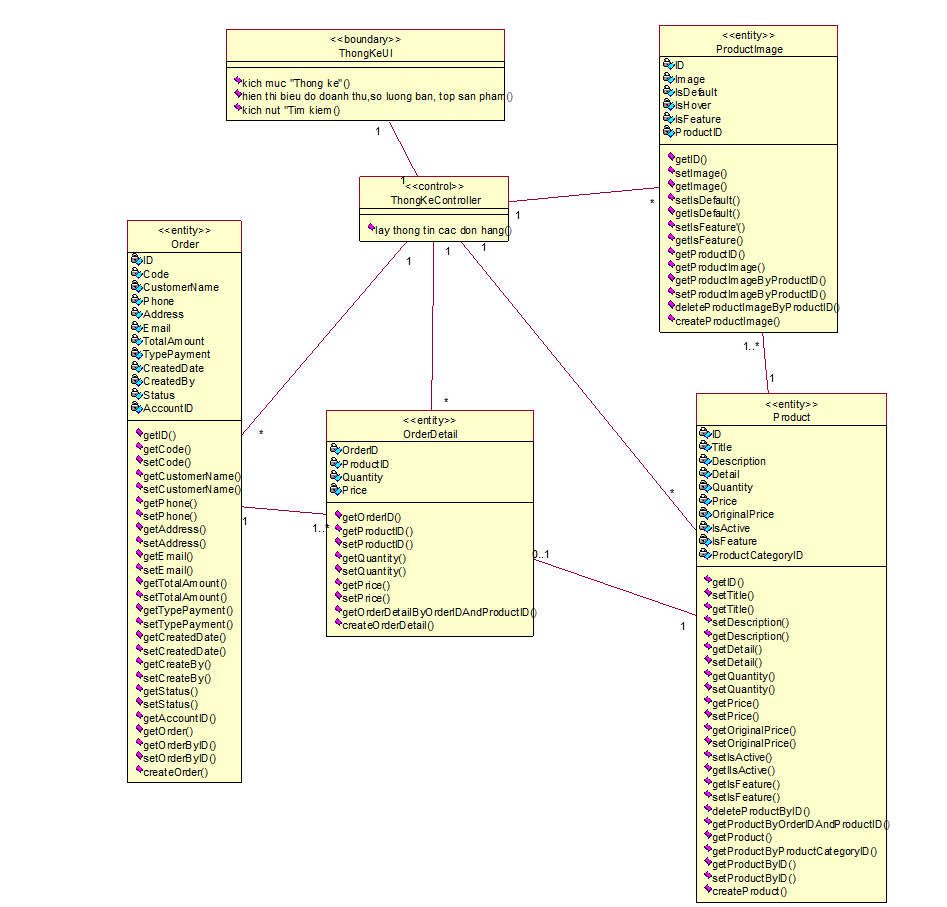 <<boundary>>
ThongKeUI
kich muc "Thong ke"()
hien thi bieu do doanh thu,so luong ban, top san pham()
kich nut "Tim kiem()
1
1
<<control>>
ThongKeController
lay thong tin cac don hang()
1
*
1
1
1
*
*
*
<<entity>>
ProductImage
ID
Image
IsDefault
IsHover
IsFeature
ProductID
getID()
setImage()
getImage()
setIsDefault()
getIsDefault()
setIsFeature'()
getIsFeature()
getProductID()
getProductImage()
getProductImageByProductID()
setProductImageByProductID()
deleteProductImageByProductID()
createProductImage()
1..*
1
<<entity>>
Order
ID
Code
CustomerName
Phone
Address
Email
TotalAmount
TypePayment
CreatedDate
CreatedBy
Status
AccountID
getID()
getCode()
setCode()
getCustomerName()
setCustomerName()
getPhone()
setPhone()
getAddress()
setAddress()
getEmail()
setEmail()
getTotalAmount()
setTotalAmount()
getTypePayment()
setTypePayment()
getCreatedDate()
setCreatedDate()
getCreateBy()
setCreateBy()
getStatus()
setStatus()
getAccountID()
getOrder()
getOrderByID()
setOrderByID()
createOrder()
1
1..*
<<entity>>
OrderDetail
OrderID
ProductID
Quantity
Price
getOrderID()
getProductID()
setProductID()
getQuantity()
setQuantity()
getPrice()
setPrice()
getOrderDetailByOrderIDAndProductID()
createOrderDetail()
0..1
1
<<entity>>
Product
ID
Title
Description
Detail
Quantity
Price
OriginalPrice
IsActive
IsFeature
ProductCategoryID
getID()
setTitle()
getTitle()
setDescription()
getDescription()
getDetail()
setDetail()
getQuantity()
setQuantity()
getPrice()
setPrice()
getOriginalPrice()
setOriginalPrice()
setIsActive()
getIIsActive()
getIsFeature()
setIsFeature()
deleteProductByID()
getProductByOrderIDAndProductID()
getProduct()
getProductByProductCategoryID()
getProductByID()
setProductByID()
createProduct()